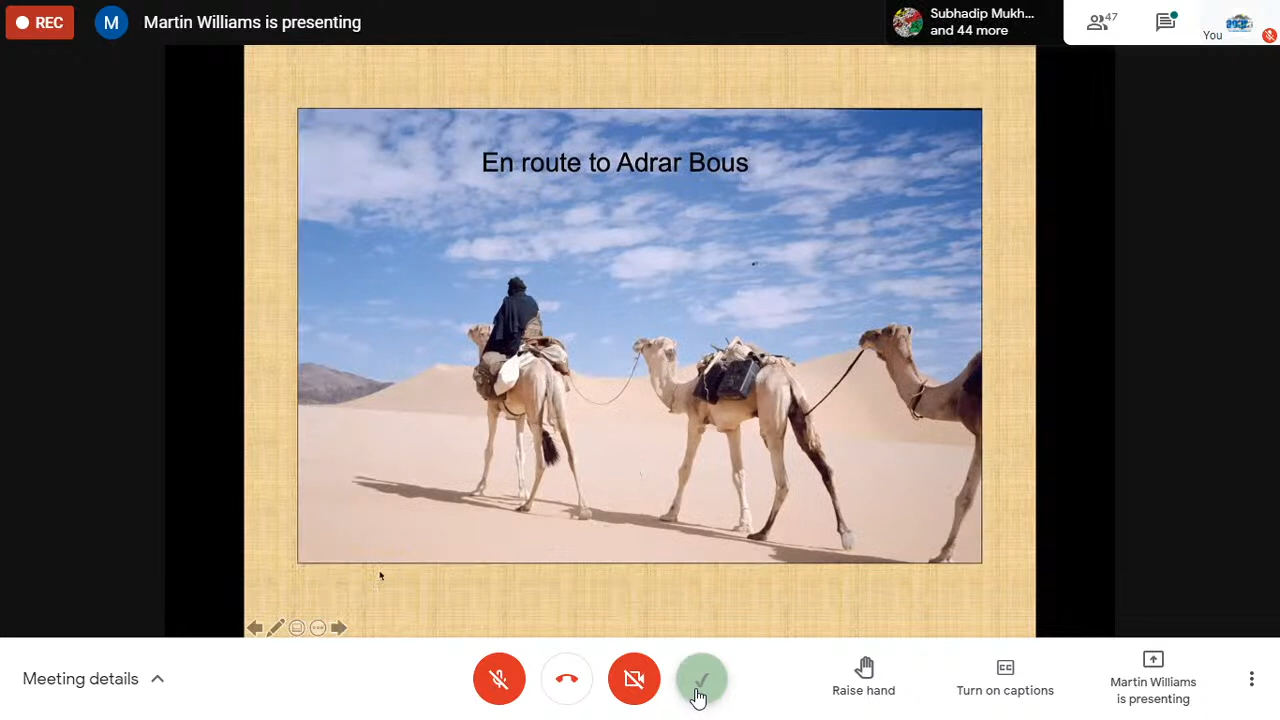 REC
M
Martin Williams is presenting
Subhadip Mukh...
and 44 more
47
You
En route to Adrar Bous
Meeting details
Raise hand
Turn on captions
CC
Martin Williams
is presenting